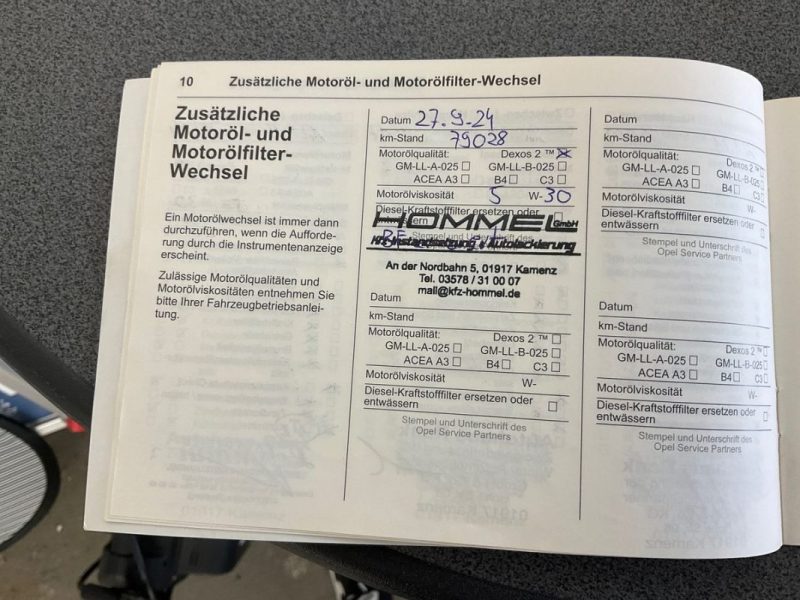 10 Zusätzliche Motoröl- und Motorölfilter-Wechsel
Zusätzliche
Motoröl- und
Motorölfilter-
Wechsel
Ein Motorölwechsel ist immer dann
durchzuführen, wenn die Aufforde-
rung durch die Instrumentenanzeige
erscheint.
Zulässige Motorölqualitäten und
Motorölviskositäten entnehmen Sie
bitte Ihrer Fahrzeugbetriebsanlei-
tung.
Datum 27.9.24
km-Stand 79028
Motorölqualität: Dexos 2 ™
GM-LL-A-025 GM-LL-B-025
ACEA A3 B4 C3
Motorölviskosität 5 W-30
Diesel-Kraftstofffilter ersetzen oder
HOMMEL GmbH
Kfz-Instandsetzung & Autolackierung
An der Nordbahn 5, 01917 Kamenz
Tel. 03578 / 31 00 07
mail@kfz-hommel.de
Datum
km-Stand
Motorölqualität: Dexos 2 ™
GM-LL-A-025 GM-LL-B-025
ACEA A3 B4 C3
Motorölviskosität W-
Diesel-Kraftstofffilter ersetzen oder
entwässern
Stempel und Unterschrift des
Opel Service Partners
Datum
km-Stand
Motorölqualität: Dexos 2 ™
GM-LL-A-025 GM-LL-B-025
ACEA A3 B4 C3
Motorölviskosität W-
Diesel-Kraftstofffilter ersetzen oder
entwässern
Stempel und Unterschrift des
Opel Service Partners
Datum
km-Stand
Motorölqualität: Dexos 2 ™
GM-LL-A-025 GM-LL-B-025
ACEA A3 B4 C3
Motorölviskosität W-
Diesel-Kraftstofffilter ersetzen oder
entwässern
Stempel und Unterschrift des
Opel Service Partners